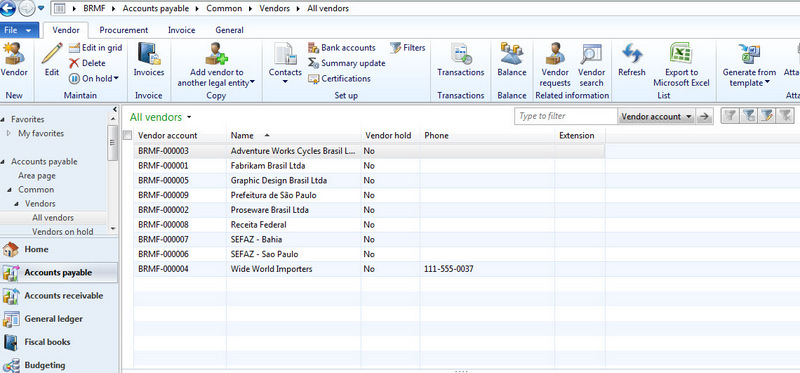 BRMF ▸ Accounts payable ▸ Common ▸ Vendors ▸ All vendors
File Vendor Procurement Invoice General
Vendor
New
Edit
Edit in grid
Delete
On hold
Maintain
Invoices
Invoice
Add vendor to
another legal entity
Copy
Contacts
Bank accounts
Summary update
Certifications
Filters
Set up
Transactions
Transactions
Balance
Balance
Vendor
requests
Vendor
search
Related information
Refresh
Export to
Microsoft Excel
List
Generate from
template
Atta
Attac
Favorites
My favorites
Accounts payable
Area page
Common
Vendors
All vendors
Vendors on hold
Home
Accounts payable
Accounts receivable
General ledger
Fiscal books
Budgeting
All vendors
Type to filter Vendor account
Vendor account Name Vendor hold Phone Extension
BRMF-000003 Adventure Works Cycles Brasil L... No
BRMF-000001 Fabrikam Brasil Ltda No
BRMF-000005 Graphic Design Brasil Ltda No
BRMF-000009 Prefeitura de São Paulo No
BRMF-000002 Proseware Brasil Ltda No
BRMF-000008 Receita Federal No
BRMF-000007 SEFAZ - Bahia No
BRMF-000006 SEFAZ - Sao Paulo No
BRMF-000004 Wide World Importers No 111-555-0037